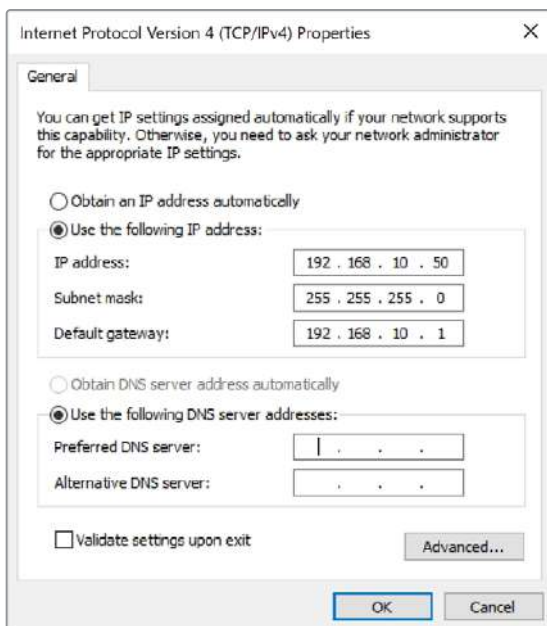 Internet Protocol Version 4 (TCP/IPv4) Properties
General
You can get IP settings assigned automatically if your network supports
this capability. Otherwise, you need to ask your network administrator
for the appropriate IP settings.
Obtain an IP address automatically
Use the following IP address:
IP address: 192 . 168 . 10 . 50
Subnet mask: 255 . 255 . 255 . 0
Default gateway: 192 . 168 . 10 . 1
Obtain DNS server address automatically
Use the following DNS server addresses:
Preferred DNS server: . . .
Alternative DNS server: . . .
Validate settings upon exit
Advanced...
OK Cancel